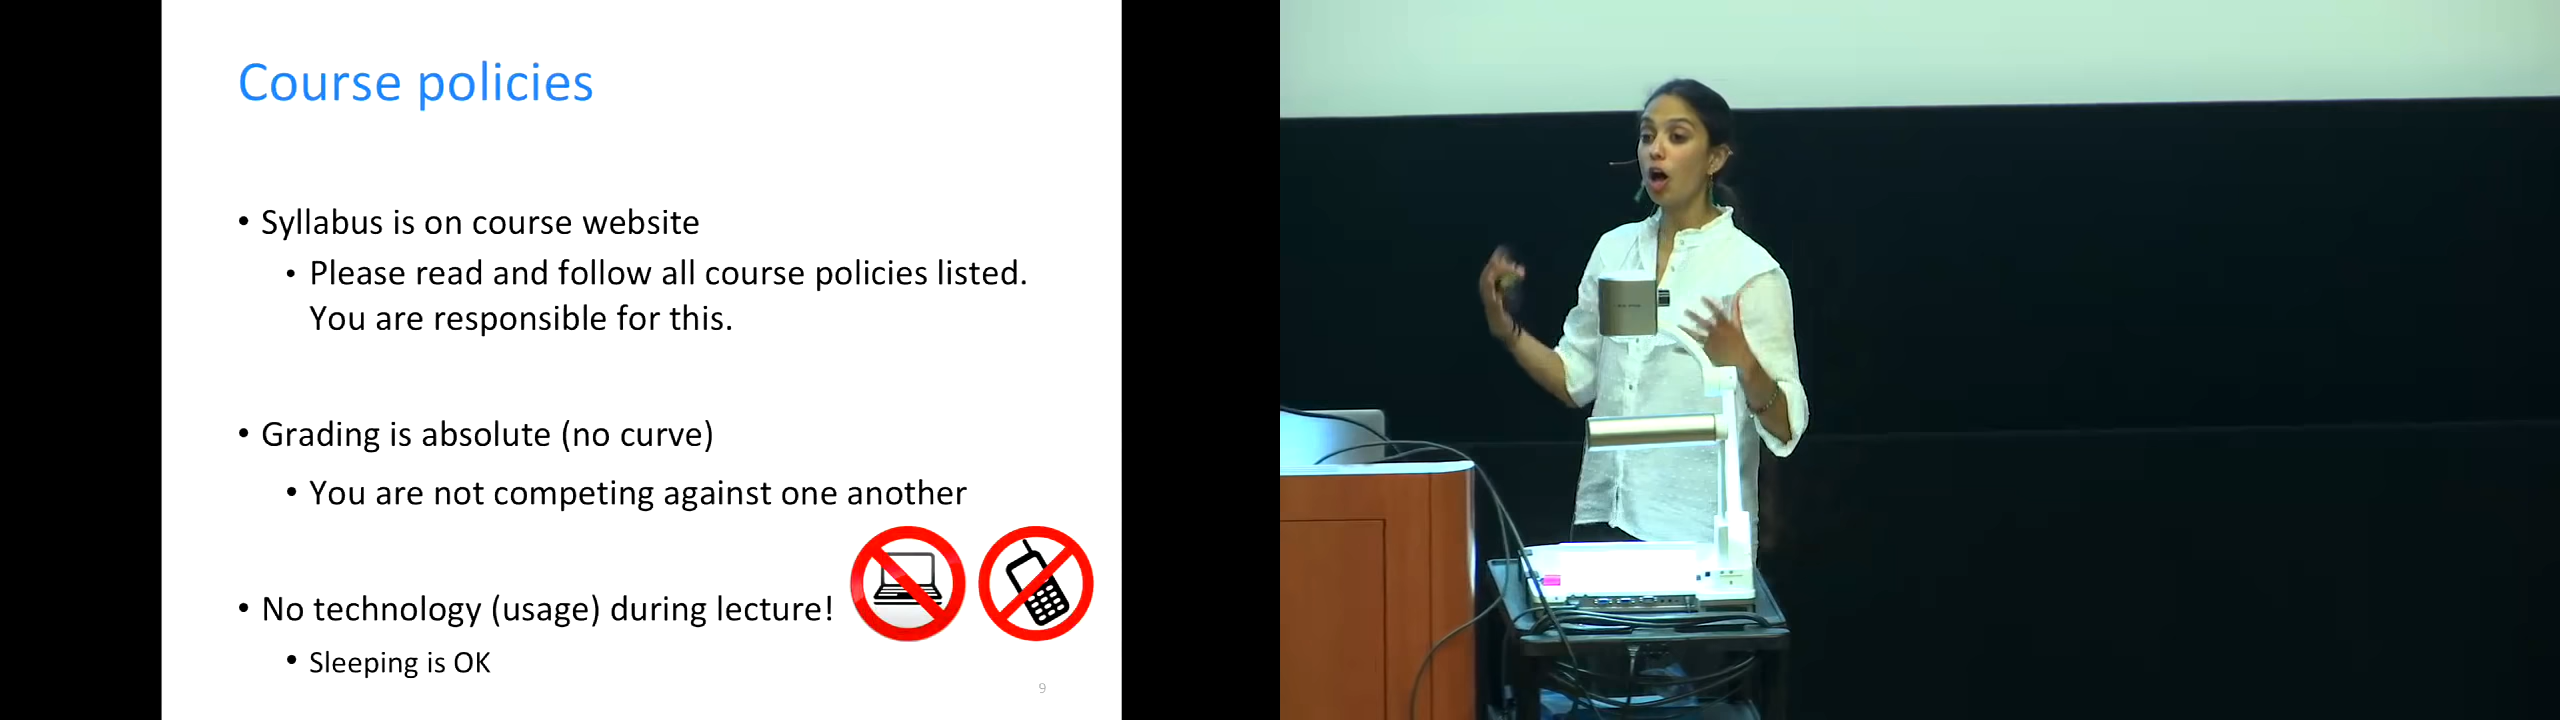 Course policies
• Syllabus is on course website
• Please read and follow all course policies listed.
You are responsible for this.
• Grading is absolute (no curve)
• You are not competing against one another
• No technology (usage) during lecture!
• Sleeping is OK
9